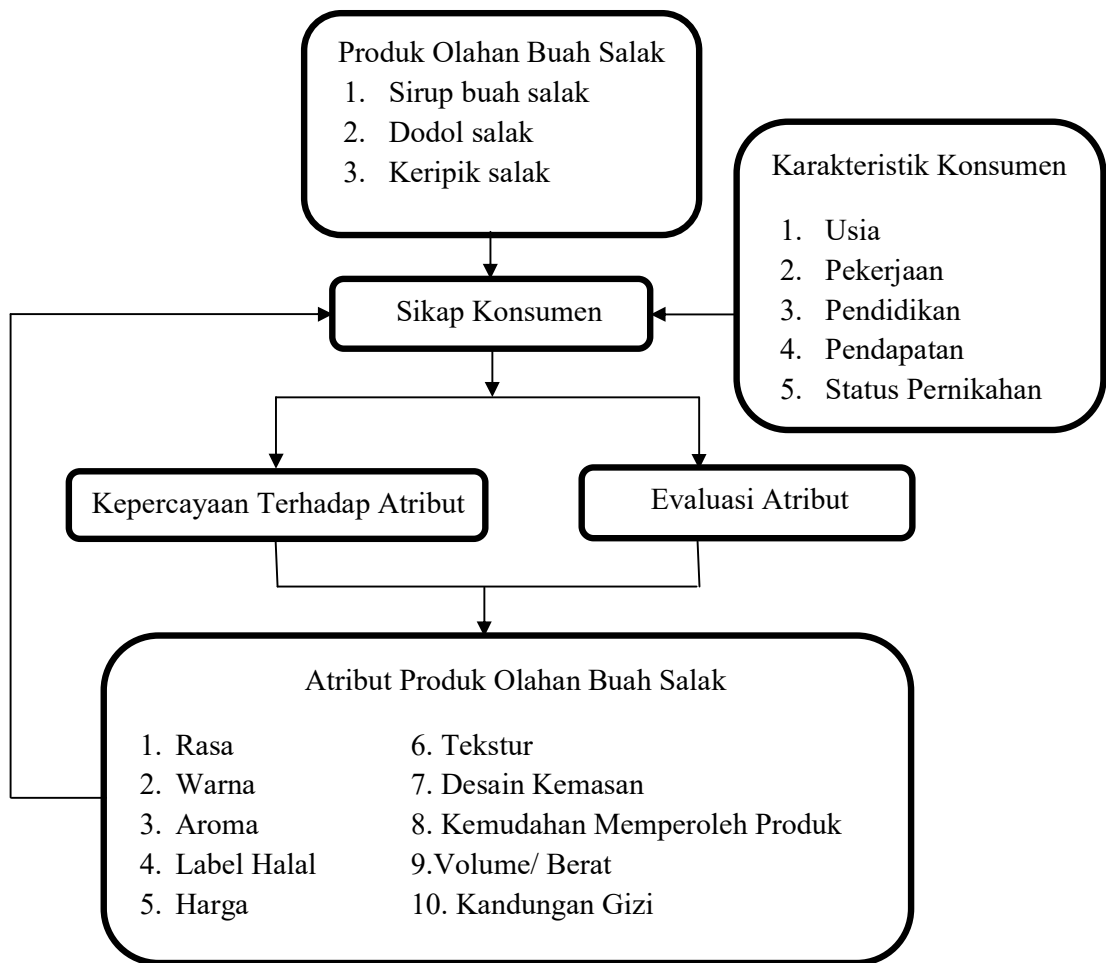 Produk Olahan Buah Salak
1. Sirup buah salak
2. Dodol salak
3. Keripik salak
Karakteristik Konsumen
1. Usia
2. Pekerjaan
3. Pendidikan
4. Pendapatan
5. Status Pernikahan
Sikap Konsumen
Kepercayaan Terhadap Atribut
Evaluasi Atribut
Atribut Produk Olahan Buah Salak
1. Rasa
2. Warna
3. Aroma
4. Label Halal
5. Harga
6. Tekstur
7. Desain Kemasan
8. Kemudahan Memperoleh Produk
9.Volume/ Berat
10. Kandungan Gizi